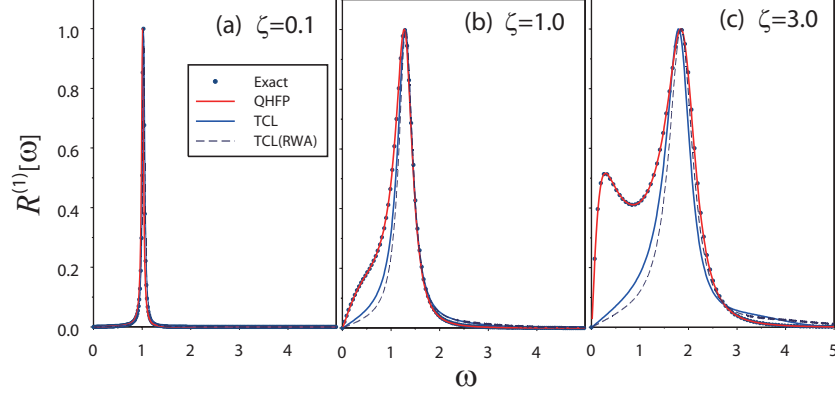 (a) ζ=0.1
(b) ζ=1.0
(c) ζ=3.0
Exact
QHFP
TCL
TCL(RWA)
R(1)[ω]
1.0
0.8
0.6
0.4
0.2
0.0
0 1 2 3 4
0 1 2 3 4
0 1 2 3 4 5
ω